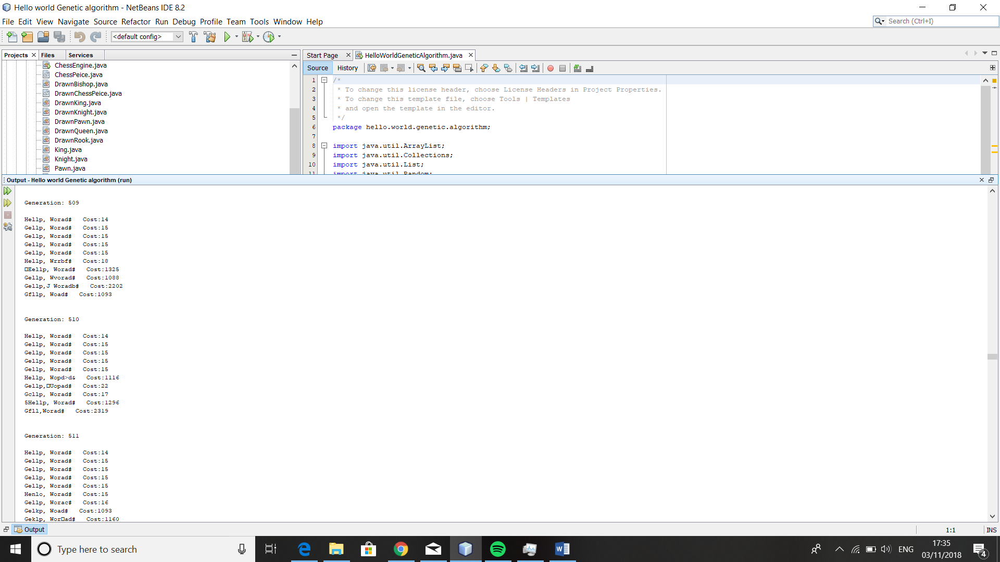 Hello world Genetic algorithm - NetBeans IDE 8.2
File Edit View Navigate Source Refactor Run Debug Profile Team Tools Window Help
Search (Ctrl+I)
<default config>
Projects Files Services
Start Page HelloWorldGeneticAlgorithm.java
Source History
ChessEngine.java
ChessPeice.java
DrawnBishop.java
DrawnChessPeice.java
DrawnKing.java
DrawnKnight.java
DrawnPawn.java
DrawnQueen.java
DrawnRook.java
King.java
Knight.java
Pawn.java
1 /*
2 * To change this license header, choose License Headers in Project Properties.
3 * To change this template file, choose Tools | Templates
4 * and open the template in the editor.
5 */
6 package hello.world.genetic.algorithm;
7
8 import java.util.ArrayList;
9 import java.util.Collections;
10 import java.util.List;
11 import java.util.Random;
Output - Hello world Genetic algorithm (run)
Generation: 509
Hellp, Worad# Cost:14
Gellp, Worad# Cost:15
Gellp, Worad# Cost:15
Gellp, Worad# Cost:15
Gellp, Worad# Cost:15
Hellp, Wrrbf# Cost:18
□Eellp, Worad# Cost:1325
Gellp, Wvorad# Cost:1088
Gellp,J Woradb# Cost:2202
Gfllp, Woad# Cost:1093
Generation: 510
Hellp, Worad# Cost:14
Gellp, Worad# Cost:15
Gellp, Worad# Cost:15
Gellp, Worad# Cost:15
Gellp, Worad# Cost:15
Hellp, Wopd>d& Cost:1116
Gellp,□Uopad# Cost:22
Gcllp, Worad# Cost:17
5Hellp, Worad# Cost:1296
Gfll,Worad# Cost:2319
Generation: 511
Hellp, Worad# Cost:14
Gellp, Worad# Cost:15
Gellp, Worad# Cost:15
Gellp, Worad# Cost:15
Gellp, Worad# Cost:15
Henlo, Worad# Cost:15
Gellp, Worac# Cost:16
Gelkp, Woad# Cost:1093
Geklp, Wor□ad# Cost:1160
Output
1:1 INS
Type here to search
ENG
17:35
03/11/2018
4